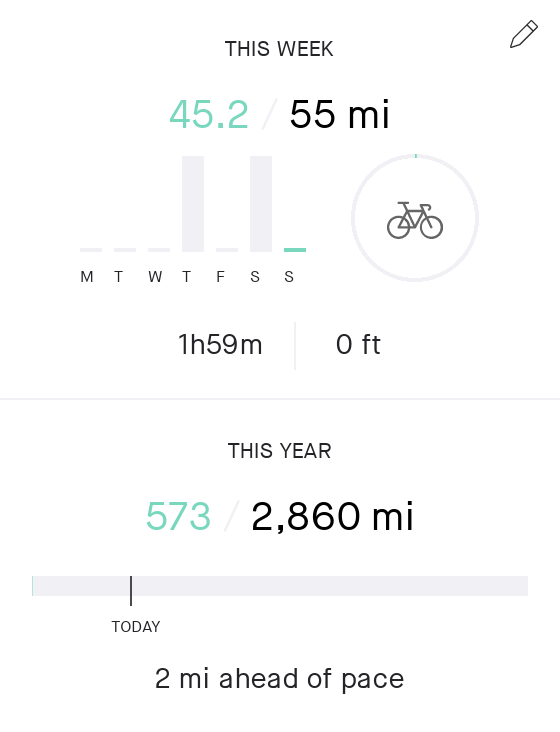 THIS WEEK
45.2 / 55 mi
M T W T F S S
1h59m 0 ft
THIS YEAR
573 / 2,860 mi
TODAY
2 mi ahead of pace